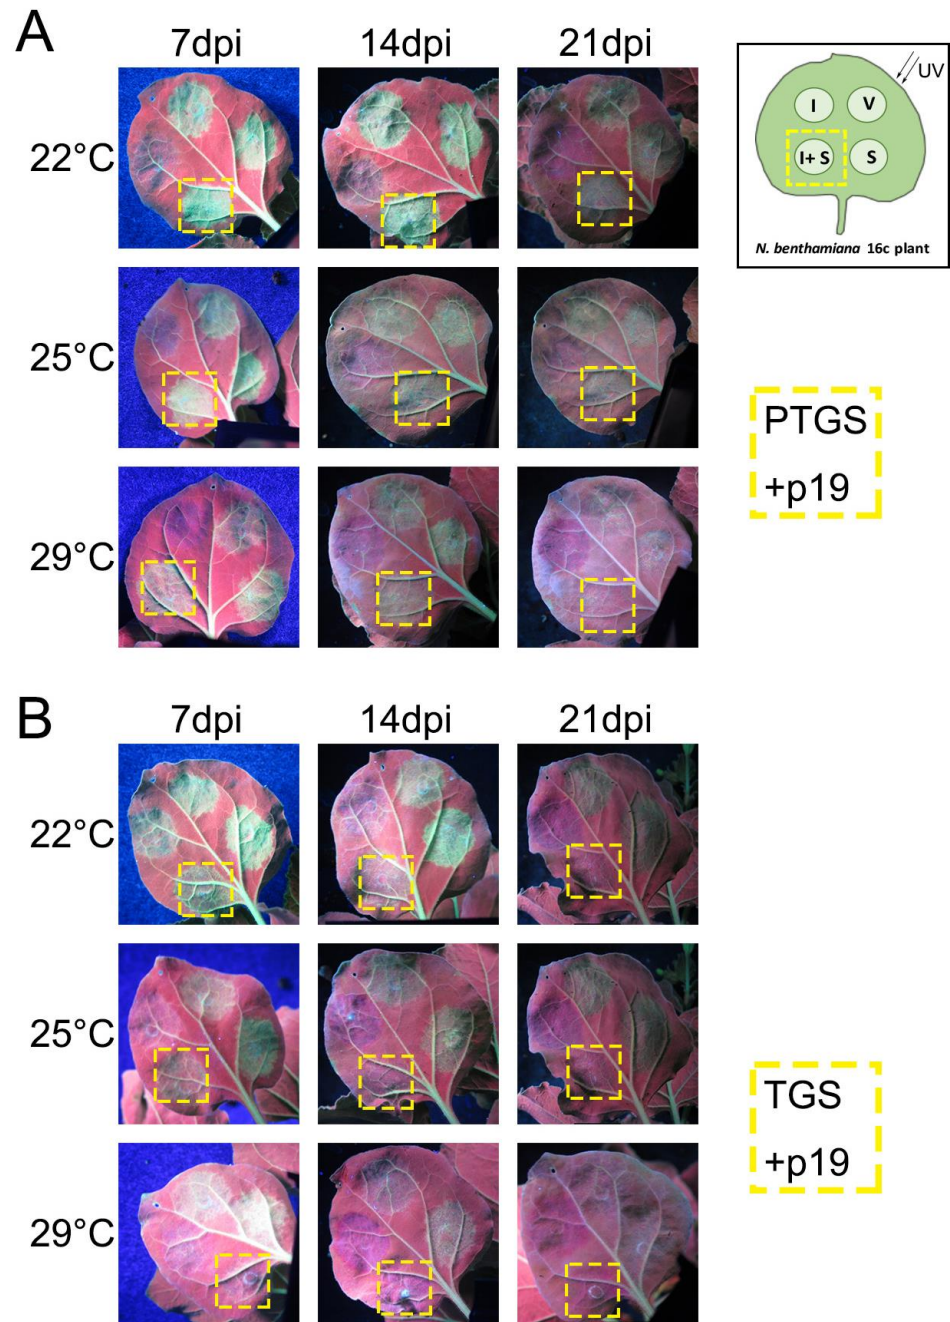 A
7dpi 14dpi 21dpi
22°C
25°C
29°C
UV
I V
I+ S S
N. benthamiana 16c plant
PTGS
+p19
B
7dpi 14dpi 21dpi
22°C
25°C
29°C
TGS
+p19